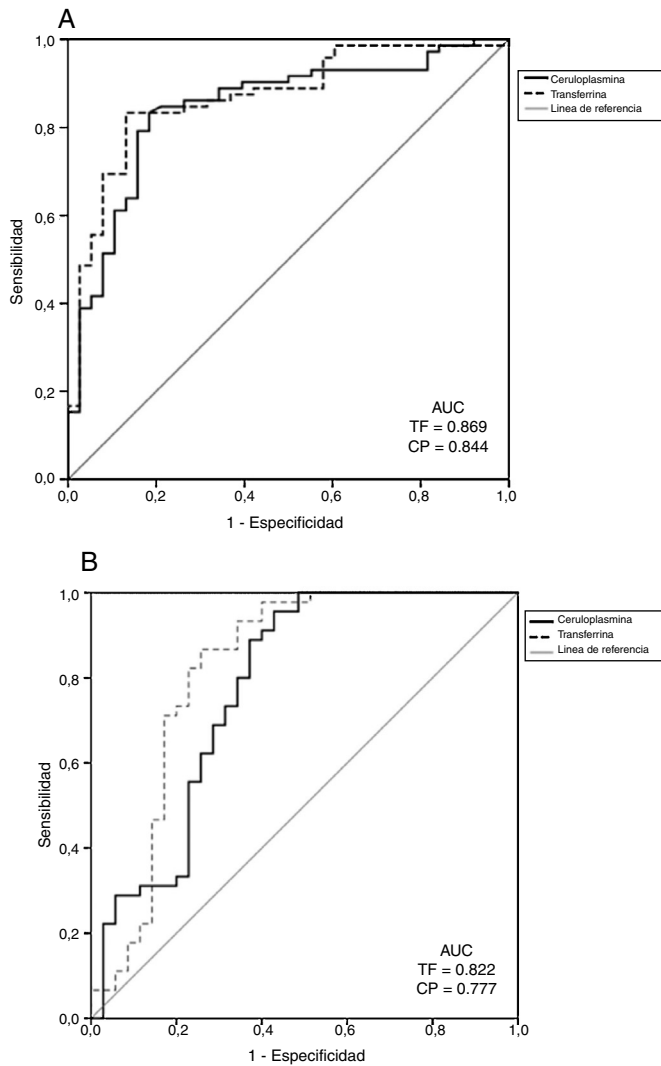 A
1,0
0,8
0,6
0,4
0,2
0,0
Sensibilidad
0,0 0,2 0,4 0,6 0,8 1,0
1 - Especificidad
AUC
TF = 0.869
CP = 0.844
Ceruloplasmina
Transferrina
Linea de referencia
B
1,0
0,8
0,6
0,4
0,2
0,0
Sensibilidad
0,0 0,2 0,4 0,6 0,8 1,0
1 - Especificidad
AUC
TF = 0.822
CP = 0.777
Ceruloplasmina
Transferrina
Linea de referencia